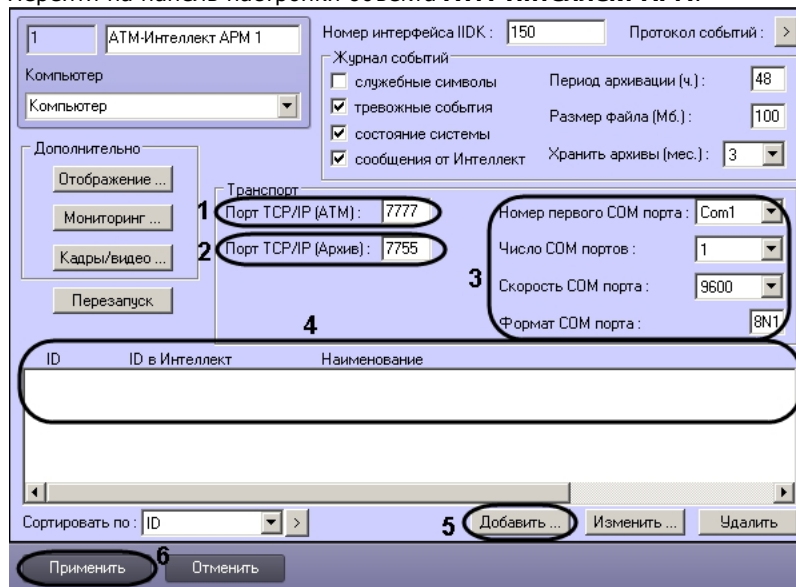 Перейти на панель настройки объекта АТМ-Интеллект АРМ.
1 АТМ-Интеллект АРМ 1
Номер интерфейса IIDK : 150 Протокол событий : >
Компьютер
Компьютер
Журнал событий
служебные символы Период архивации (ч.) : 48
тревожные события Размер файла (Мб.) : 100
состояние системы
сообщения от Интеллект Хранить архивы (мес.) : 3
Дополнительно
Отображение ...
Мониторинг ...
Кадры/видео ...
Перезапуск
Транспорт
1 Порт TCP/IP (АТМ) : 7777
2 Порт TCP/IP (Архив) : 7755
3
Номер первого COM порта : Com1
Число COM портов : 1
Скорость COM порта : 9600
Формат COM порта : 8N1
4
ID ID в Интеллект Наименование
Сортировать по : ID > 5 Добавить ... Изменить ... Удалить
Применить 6 Отменить